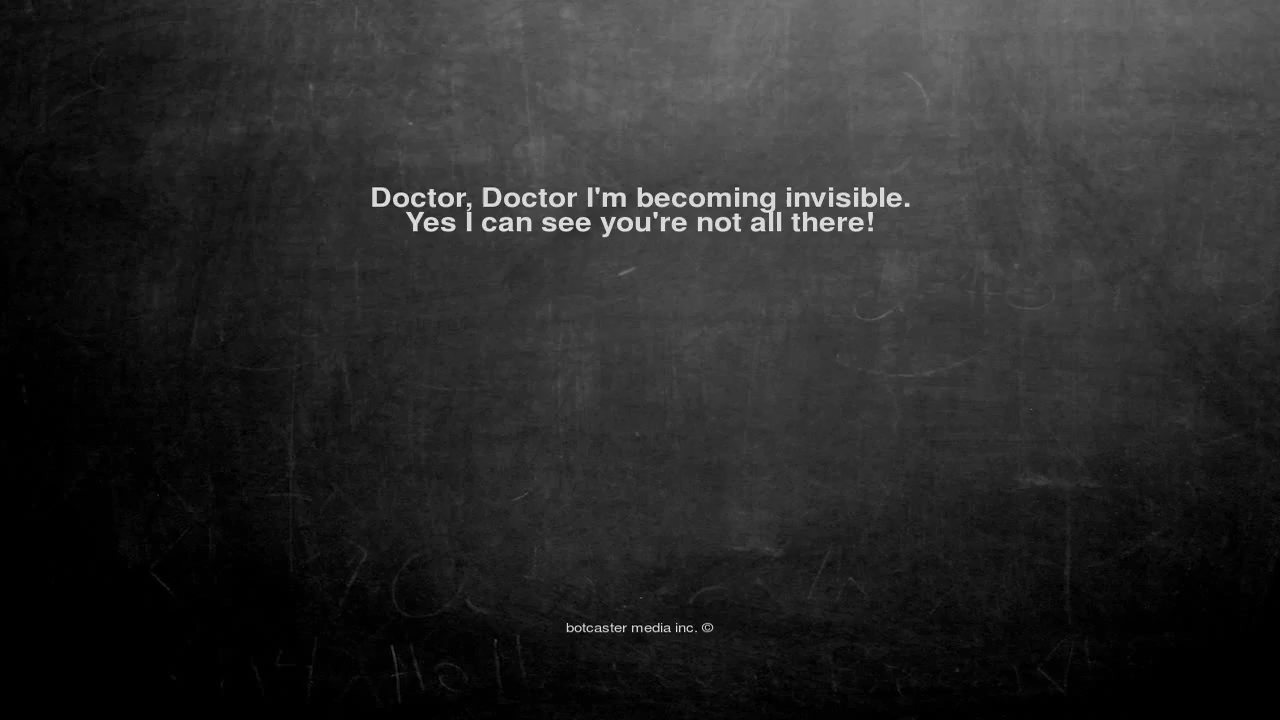 Doctor, Doctor I'm becoming invisible.
Yes I can see you're not all there!
botcaster media inc. ©